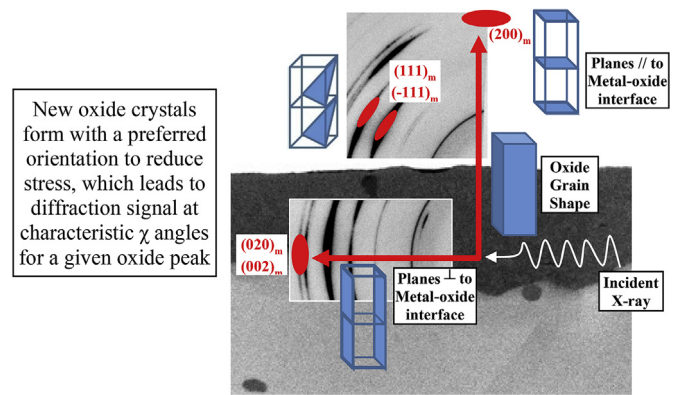 New oxide crystals
form with a preferred
orientation to reduce
stress, which leads to
diffraction signal at
characteristic χ angles
for a given oxide peak
(200)m
(111)m
(-111)m
Planes // to
Metal-oxide
interface
Oxide
Grain
Shape
(020)m
(002)m
Planes ⊥ to
Metal-oxide
interface
Incident
X-ray